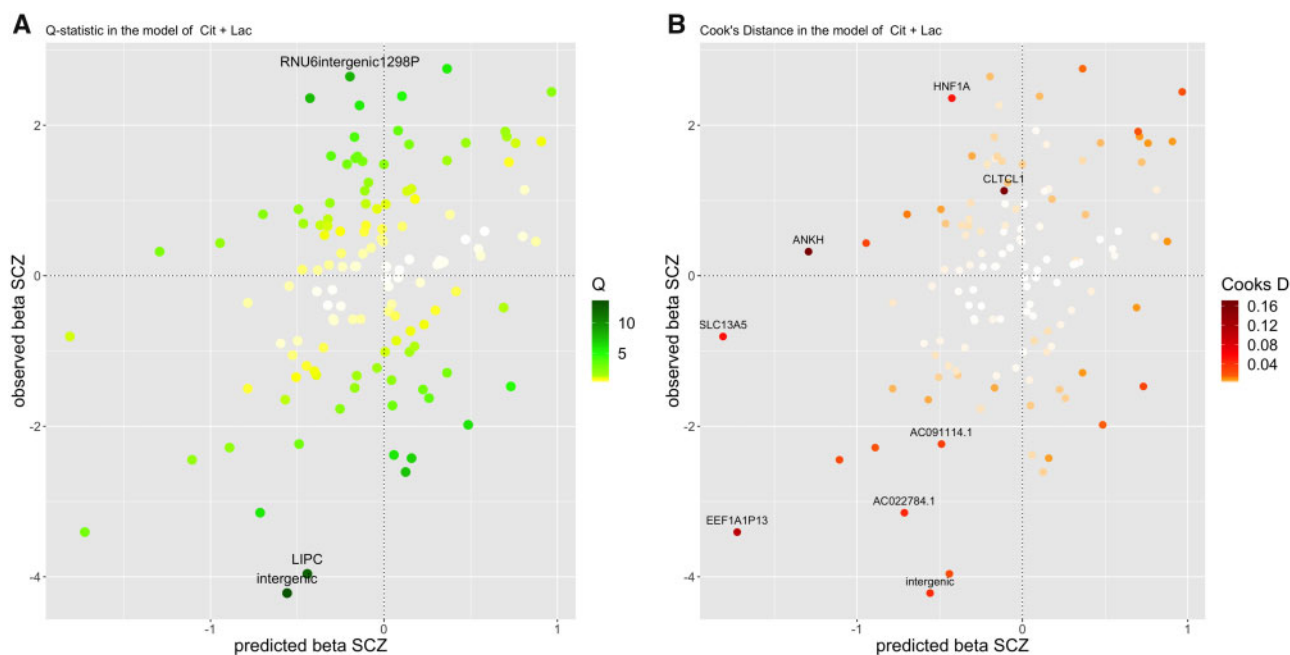 A
Q-statistic in the model of Cit + Lac
RNU6intergenic1298P
LIPC
intergenic
observed beta SCZ
2
0
-2
-4
-1
0
1
predicted beta SCZ
Q
10
5
B
Cook's Distance in the model of Cit + Lac
HNF1A
CLTCL1
ANKH
SLC13A5
AC091114.1
AC022784.1
EEF1A1P13
intergenic
observed beta SCZ
2
0
-2
-4
-1
0
1
predicted beta SCZ
Cooks D
0.16
0.12
0.08
0.04